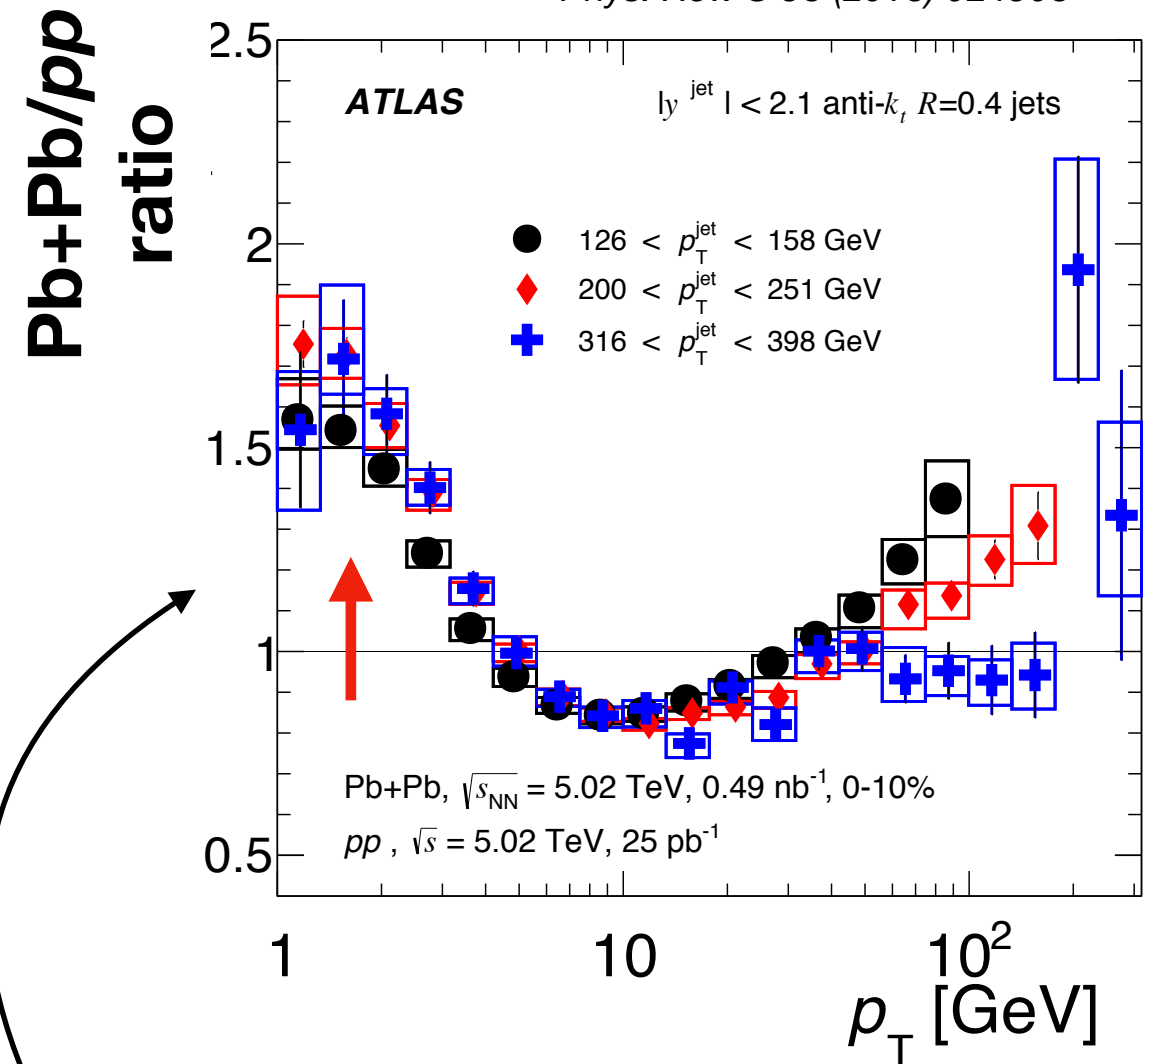 Pb+Pb/pp
ratio
2.5
ATLAS
|y jet | < 2.1 anti-kt R=0.4 jets
126 < pTjet < 158 GeV
2
200 < pTjet < 251 GeV
316 < pTjet < 398 GeV
1.5
1
Pb+Pb, √sNN = 5.02 TeV, 0.49 nb-1, 0-10%
pp , √s = 5.02 TeV, 25 pb-1
0.5
1 10 10²
pT [GeV]